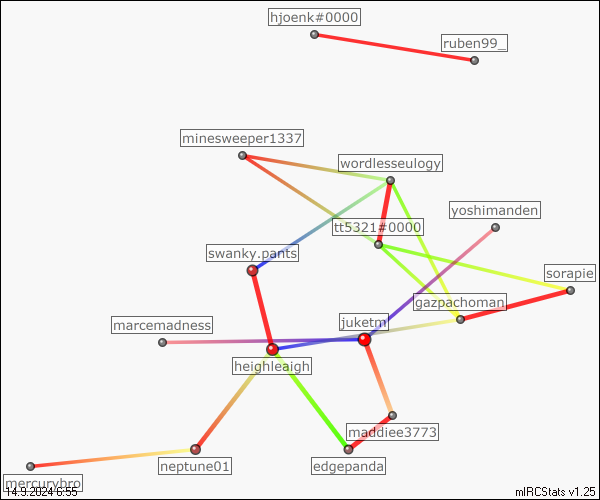 hjoenk#0000
ruben99_
minesweeper1337
wordlesseulogy
yoshimanden
tt5321#0000
swanky.pants
sorapie
gazpachoman
marcemadness
juketm
heighleaigh
maddiee3773
neptune01
edgepanda
mercurybro
14.9.2024 6:55
mIRCStats v1.25